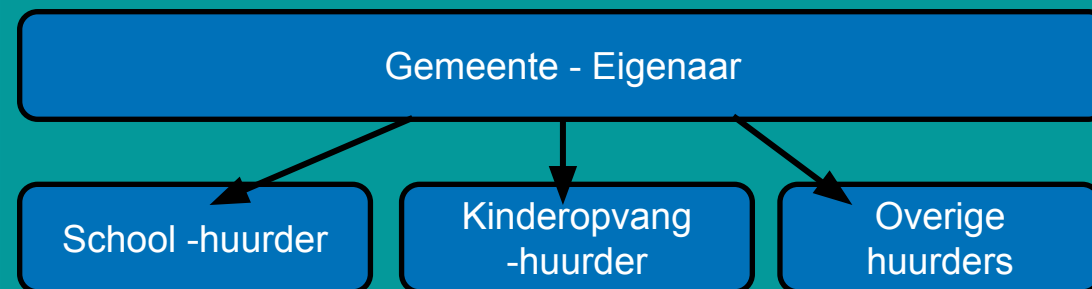 Gemeente - Eigenaar
School -huurder
Kinderopvang
-huurder
Overige
huurders